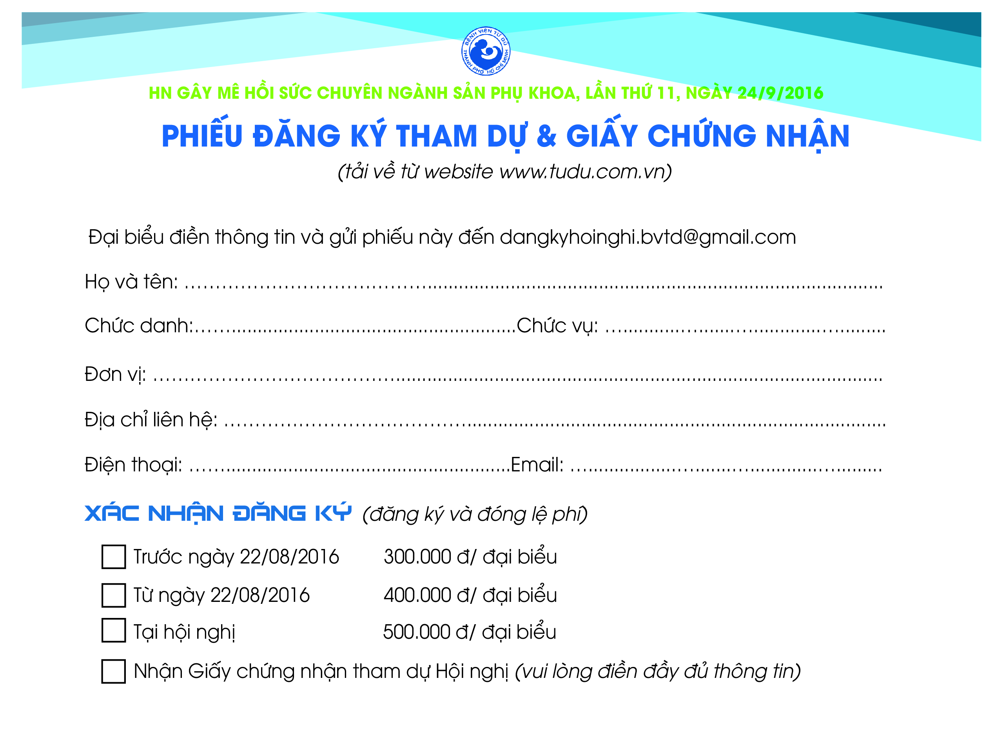 BỆNH VIỆN TỪ DŨ
THÀNH PHỐ HỒ CHÍ MINH
HN GÂY MÊ HỒI SỨC CHUYÊN NGÀNH SẢN PHỤ KHOA, LẦN THỨ 11, NGÀY 24/9/2016
PHIẾU ĐĂNG KÝ THAM DỰ & GIẤY CHỨNG NHẬN
(tải về từ website www.tudu.com.vn)
Đại biểu điền thông tin và gửi phiếu này đến dangkyhoinghi.bvtd@gmail.com
Họ và tên: ........................................................................
Chức danh:........................................Chức vụ: ........................................
Đơn vị: ........................................................................
Địa chỉ liên hệ: ........................................................................
Điện thoại: ........................................Email: ........................................
XÁC NHẬN ĐĂNG KÝ (đăng ký và đóng lệ phí)
Trước ngày 22/08/2016 300.000 đ/ đại biểu
Từ ngày 22/08/2016 400.000 đ/ đại biểu
Tại hội nghị 500.000 đ/ đại biểu
Nhận Giấy chứng nhận tham dự Hội nghị (vui lòng điền đầy đủ thông tin)